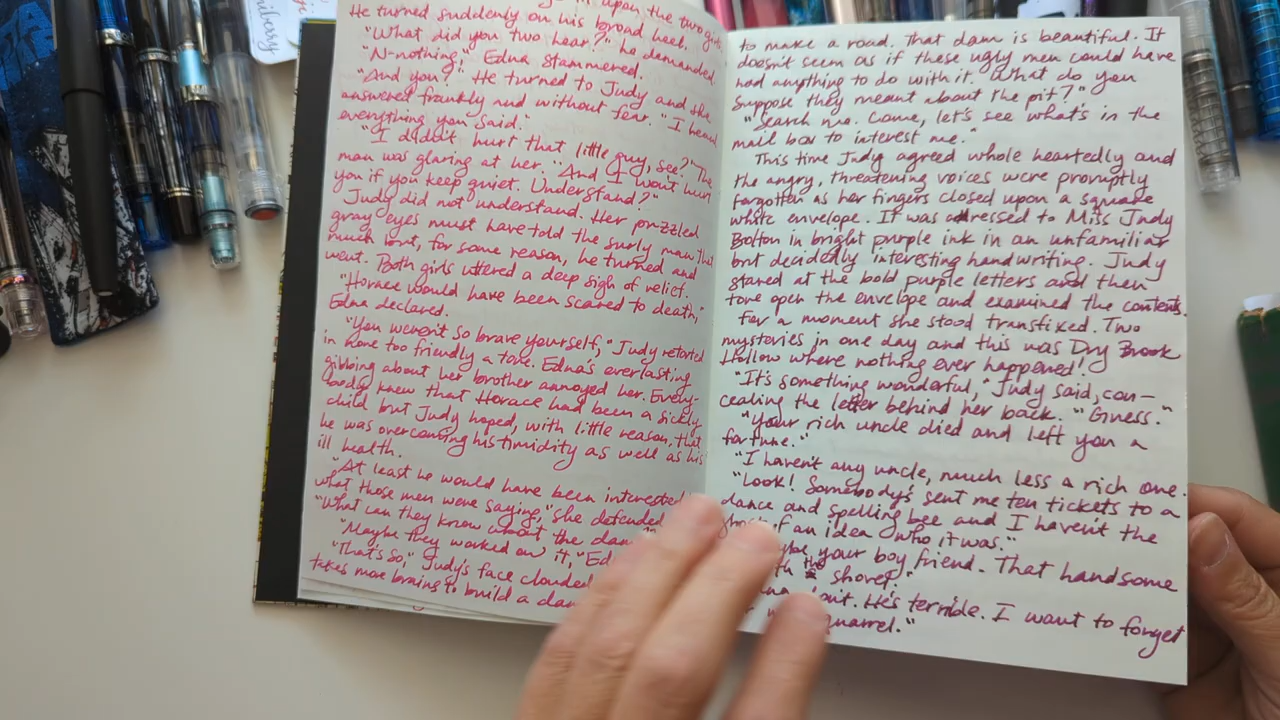 upon the two girls.
He turned suddenly on his broad heel.
"What did you two hear?" he demanded
"N-nothing," Edna stammered.
"And you?" He turned to Judy and she
answered frankly and without fear. "I heard
everything you said."
"I didn't hurt that little guy, see?" The
man was glaring at her. "And I won't hurt
you if you keep quiet. Understand?"
Judy did not understand. Her puzzled
gray eyes must have told the surly man that
much but, for some reason, he turned and
went. Both girls uttered a deep sigh of relief.
"Horace would have been scared to death,"
Edna declared.
"You weren't so brave yourself," Judy retorted
in none too friendly a tone. Edna's everlasting
gibbing about her brother annoyed her. Every-
body knew that Horace had been a sickly
child but Judy hoped, with little reason, that
he was overcoming his timidity as well as his
ill health.
"At least he would have been interested
what those men were saying," she defended
"What can they know about the dam
"Maybe they worked on it," Ed
"That's so," Judy's face clouded
takes more brains to build a dam
to make a road. That dam is beautiful. It
doesn't seem as if these ugly men could have
had anything to do with it. What do you
suppose they meant about the pit?"
"Search me. Come, let's see what's in the
mail box to interest me."
This time Judy agreed whole heartedly and
the angry, threatening voices were promptly
forgotten as her fingers closed upon a square
white envelope. It was addressed to Miss Judy
Bolton in bright purple ink in an unfamiliar
but decidedly interesting handwriting. Judy
stared at the bold purple letters and then
tore open the envelope and examined the contents.
For a moment she stood transfixed. Two
mysteries in one day and this was Dry Brook
Hollow where nothing ever happened!
"It's something wonderful," Judy said, con-
cealing the letter behind her back. "Guess."
"Your rich uncle died and left you a
fortune."
"I haven't any uncle, much less a rich one.
"Look! Somebody's sent me ten tickets to a
dance and spelling bee and I haven't the
of an idea who it was."
your boy friend. That handsome
the shovel."
out. He's terrible. I want to forget
quarrel."
iberry